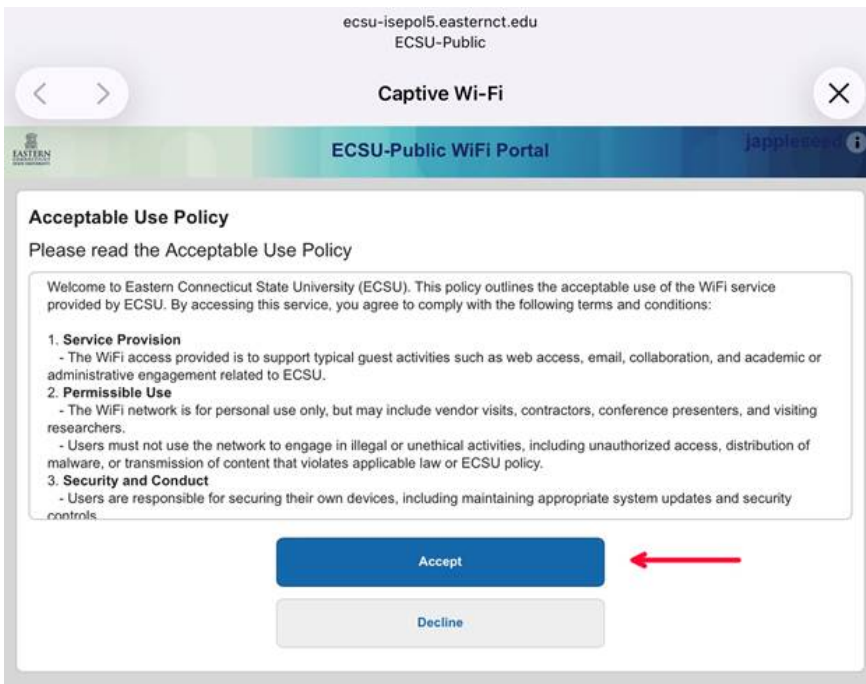 ecsu-isepol5.easternct.edu
ECSU-Public
Captive Wi-Fi
EASTERN
ECSU-Public WiFi Portal
jappleseed
Acceptable Use Policy
Please read the Acceptable Use Policy
Welcome to Eastern Connecticut State University (ECSU). This policy outlines the acceptable use of the WiFi service
provided by ECSU. By accessing this service, you agree to comply with the following terms and conditions:
1. Service Provision
- The WiFi access provided is to support typical guest activities such as web access, email, collaboration, and academic or
administrative engagement related to ECSU.
2. Permissible Use
- The WiFi network is for personal use only, but may include vendor visits, contractors, conference presenters, and visiting
researchers.
- Users must not use the network to engage in illegal or unethical activities, including unauthorized access, distribution of
malware, or transmission of content that violates applicable law or ECSU policy.
3. Security and Conduct
- Users are responsible for securing their own devices, including maintaining appropriate system updates and security
controls
Accept
Decline